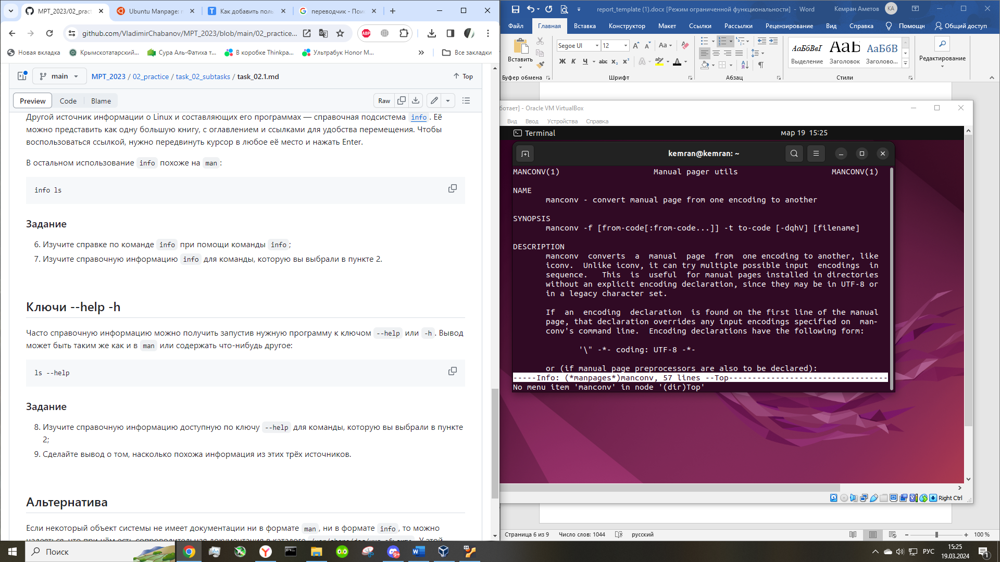 MPT_2023/02_pract
Ubuntu Manpage: m
Как добавить поль
переводчик - Пои
github.com/VladimirChabanov/MPT_2023/blob/main/02_practice...
ABP
Новая вкладка
Крымскотатарский...
Сура Аль-Фатиха т...
В коробке Thinkpa...
Ультрабук Honor M...
Все закладки
main
MPT_2023 / 02_practice / task_02_subtasks / task_02.1.md
Top
Preview
Code
Blame
Raw
Другой источник информации о Linux и составляющих его программах — справочная подсистема info. Её
можно представить как одну большую книгу, с оглавлением и ссылками для удобства перемещения. Чтобы
воспользоваться ссылкой, нужно передвинуть курсор в любое её место и нажать Enter.
В остальном использование info похоже на man:
info ls
Задание
6. Изучите справке по команде info при помощи команды info;
7. Изучите справочную информацию info для команды, которую вы выбрали в пункте 2.
Ключи --help -h
Часто справочную информацию можно получить запустив нужную программу к ключом --help или -h. Вывод
может быть таким же как и в man или содержать что-нибудь другое:
ls --help
Задание
8. Изучите справочную информацию доступную по ключу --help для команды, которую вы выбрали в пункте
2;
9. Сделайте вывод о том, насколько похожа информация из этих трёх источников.
Альтернатива
Если некоторый объект системы не имеет документации ни в формате man, ни в формате info, то можно
report_template (1).docx [Режим ограниченной функциональности] - Word
Кемран Аметов
КА
Файл
Главная
Вставка
Конструктор
Макет
Ссылки
Рассылки
Рецензирование
Вид
Справка
Помощн
Общий доступ
Вставить
Segoe UI
12
Ж К Ч abc x₂ x²
Aa
АаБбВвІ
АаЬ
АаБбВ
Выделение
Заголовок
Заголово...
Редактирование
Буфер обмена
Шрифт
Абзац
Стили
ботает] - Oracle VM VirtualBox
Вид
Ввод
Устройства
Справка
Terminal
мар 19 15:25
kemran@kemran: ~
MANCONV(1) Manual pager utils MANCONV(1)
NAME
manconv - convert manual page from one encoding to another
SYNOPSIS
manconv -f [from-code[:from-code...]] -t to-code [-dqhV] [filename]
DESCRIPTION
manconv converts a manual page from one encoding to another, like
iconv. Unlike iconv, it can try multiple possible input encodings in
sequence. This is useful for manual pages installed in directories
without an explicit encoding declaration, since they may be in UTF-8 or
in a legacy character set.
If an encoding declaration is found on the first line of the manual
page, that declaration overrides any input encodings specified on man-
conv's command line. Encoding declarations have the following form:
'\" -*- coding: UTF-8 -*-
or (if manual page preprocessors are also to be declared):
-----Info: (*manpages*)manconv, 57 lines --Top----------------------------------
No menu item 'manconv' in node '(dir)Top'
Right Ctrl
Страница 6 из 9
Число слов: 1044
русский
100 %
Поиск
9+
64
РУС
15:25
19.03.2024
1